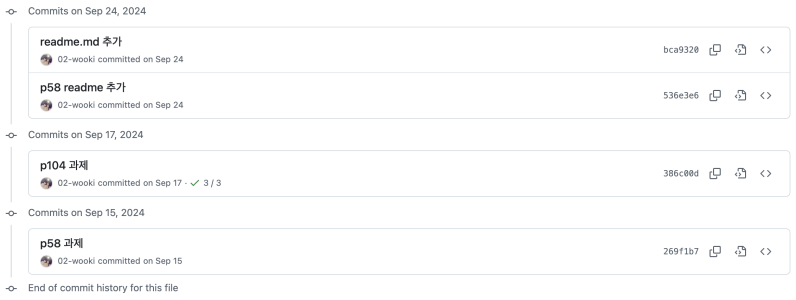 Commits on Sep 24, 2024
readme.md 추가
02-wooki committed on Sep 24
bca9320
p58 readme 추가
02-wooki committed on Sep 24
536e3e6
Commits on Sep 17, 2024
p104 과제
02-wooki committed on Sep 17 · ✓ 3 / 3
386c00d
Commits on Sep 15, 2024
p58 과제
02-wooki committed on Sep 15
269f1b7
End of commit history for this file